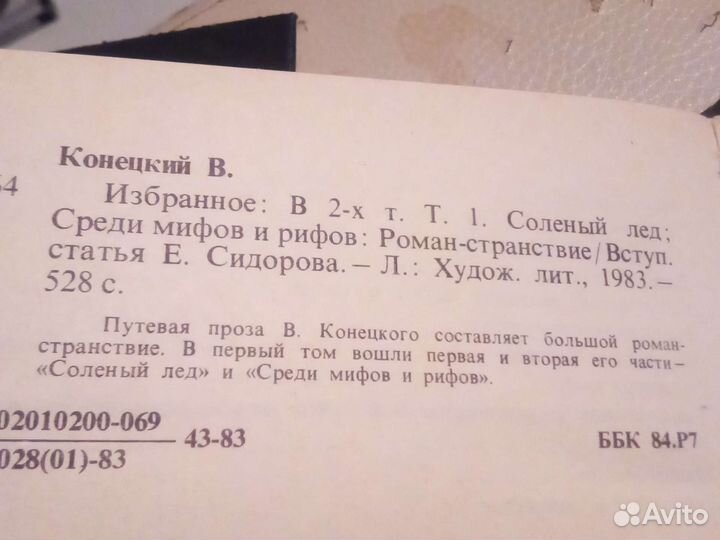 Конецкий В.
64
Избранное: В 2-х т. Т. 1. Соленый лед;
Среди мифов и рифов: Роман-странствие/Вступ.
статья Е. Сидорова. — Л.: Худож. лит., 1983. —
528 с.
Путевая проза В. Конецкого составляет большой роман-
странствие. В первый том вошли первая и вторая его части—
«Соленый лед» и «Среди мифов и рифов».
02010200-069
43-83
028(01)-83
ББК 84.Р7
Avito